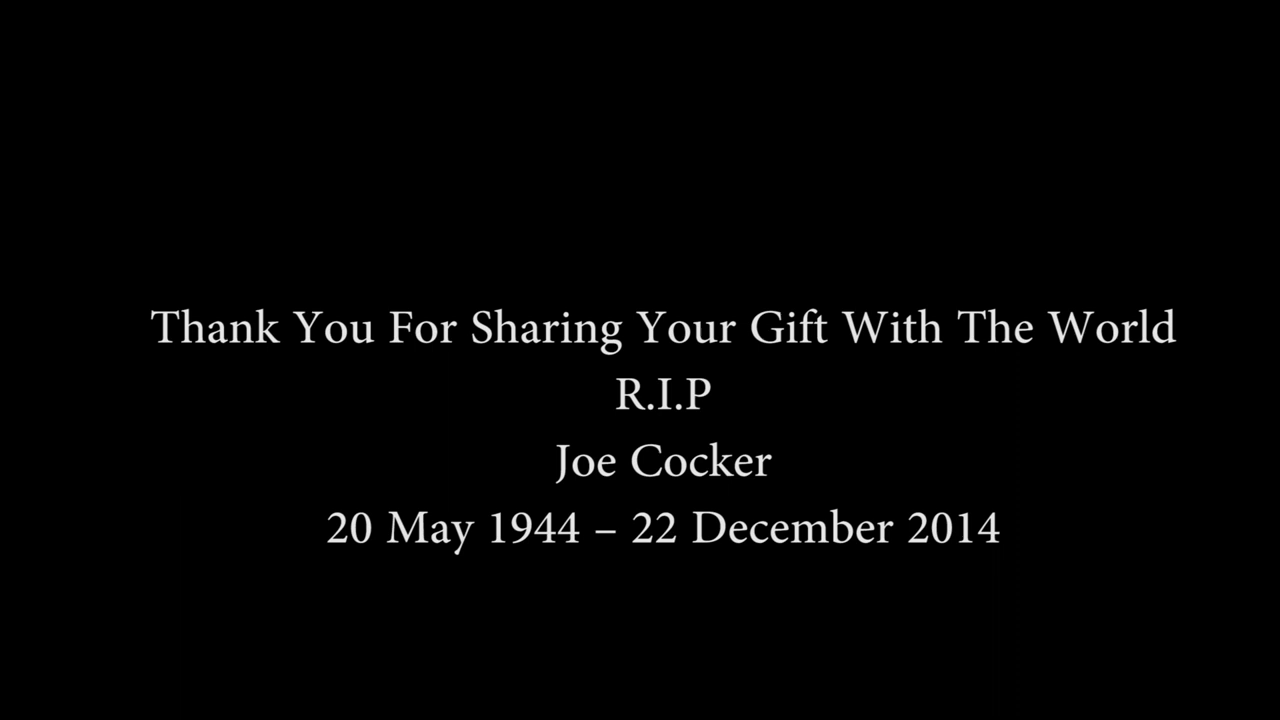 Thank You For Sharing Your Gift With The World
R.I.P
Joe Cocker
20 May 1944 – 22 December 2014